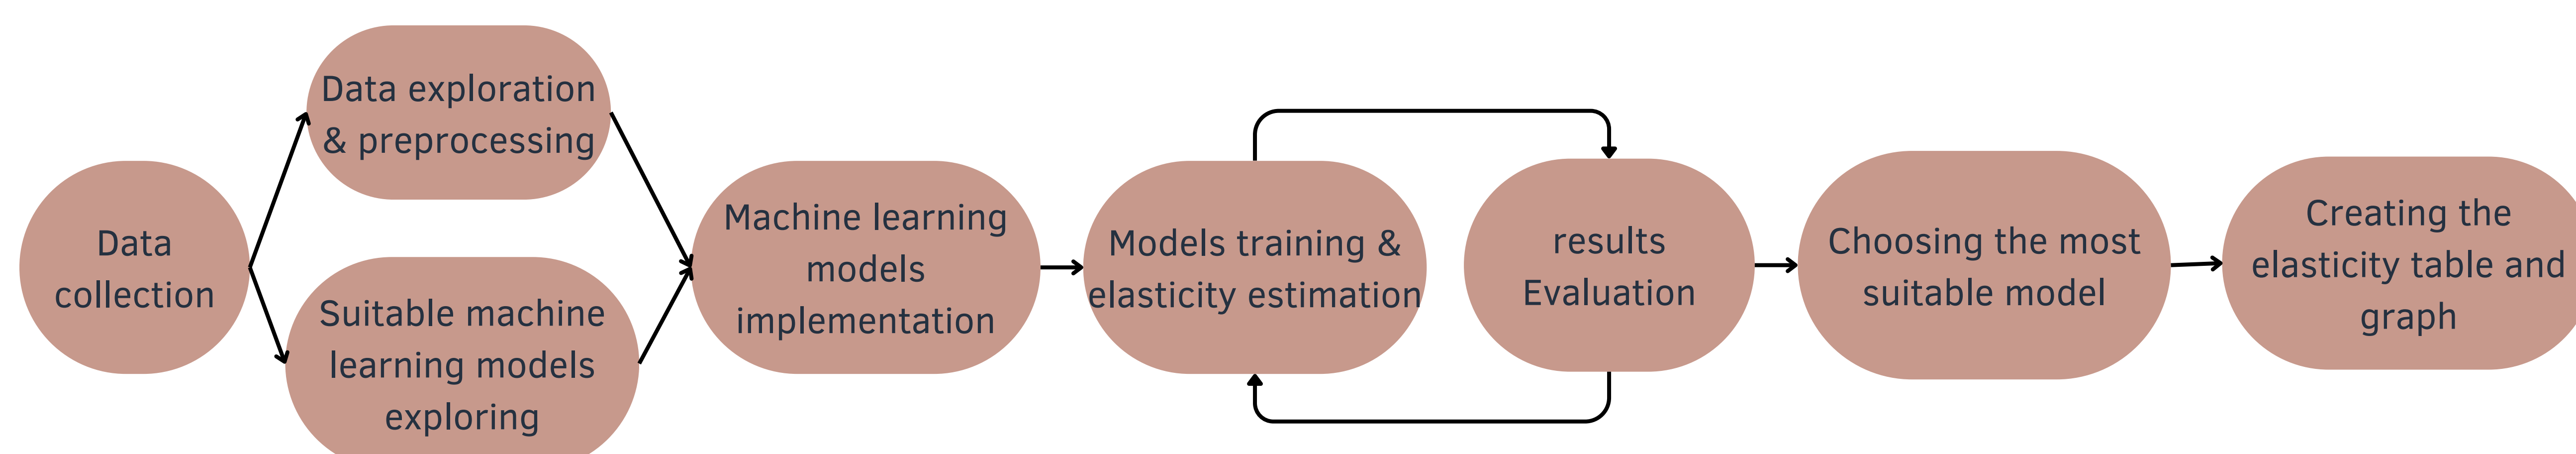 Data
collection
Data exploration
& preprocessing
Suitable machine
learning models
exploring
Machine learning
models
implementation
Models training &
elasticity estimation
results
Evaluation
Choosing the most
suitable model
Creating the
elasticity table and
graph